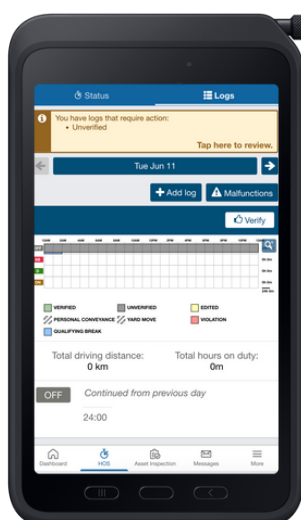 Status
Logs
You have logs that require action:
• Unverified
Tap here to review.
Tue Jun 11
Add log
Malfunctions
Verify
OFF
VERIFIED
UNVERIFIED
EDITED
PERSONAL CONVEYANCE
YARD MOVE
VIOLATION
QUALIFYING BREAK
Total driving distance:
0 km
Total hours on duty:
0m
OFF
Continued from previous day
24:00
Dashboard
HOS
Asset Inspection
Messages
More